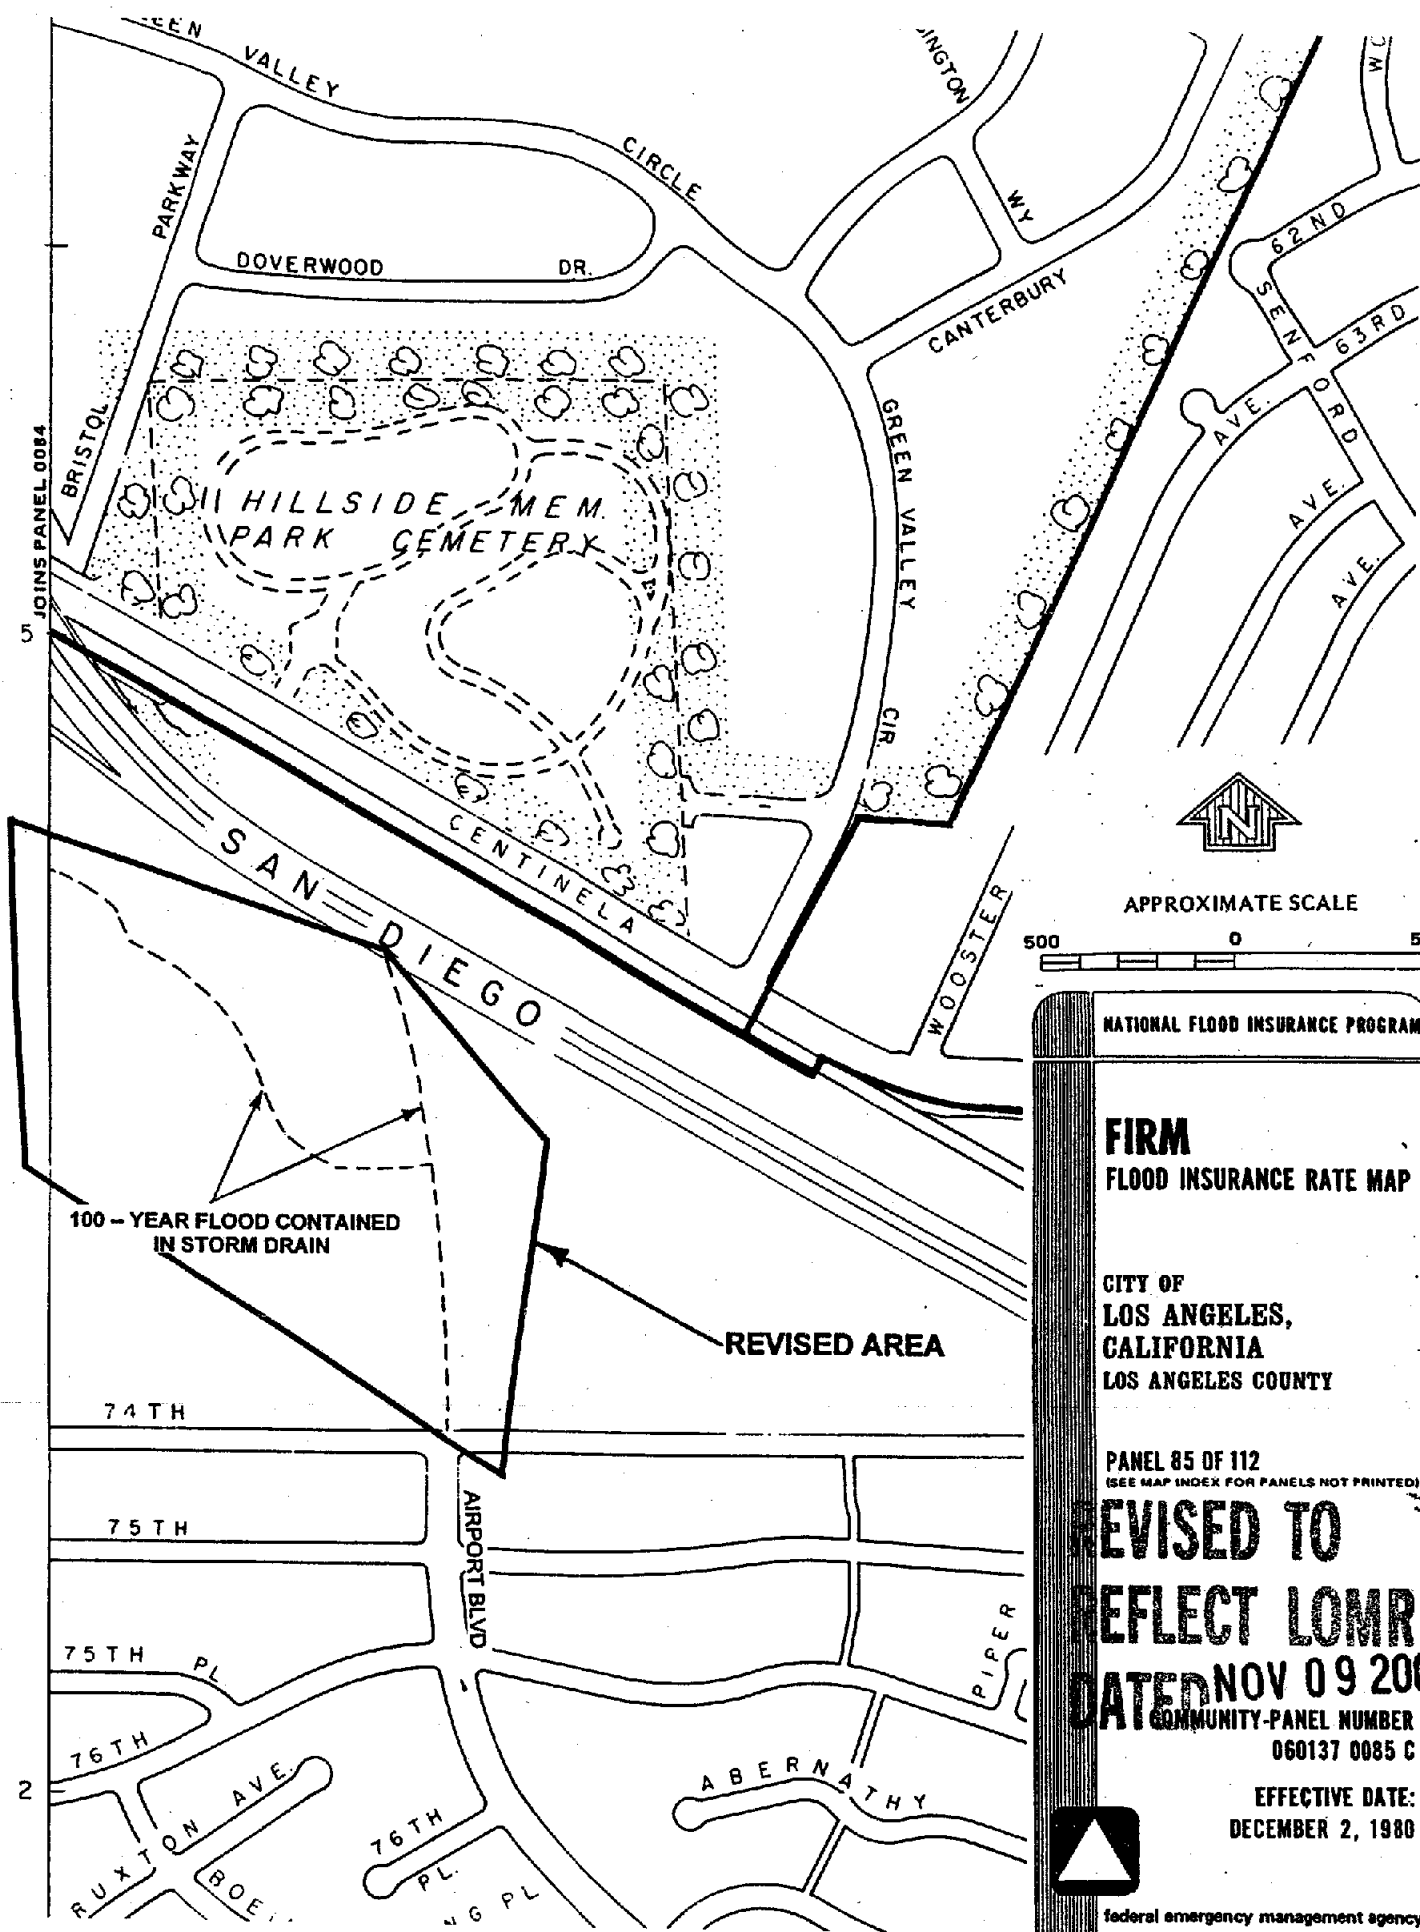 VALLEY
CIRCLE
PARKWAY
WY
DOVERWOOD DR.
CANTERBURY
62ND
SENFORD
63RD
AVE.
AVE.
AVE.
BRISTOL
JOINS PANEL 0084
HILLSIDE MEM.
PARK CEMETERY
GREEN VALLEY CIR.
5
CENTINELA
SAN DIEGO
WOOSTER
N
APPROXIMATE SCALE
500 0
NATIONAL FLOOD INSURANCE PROGRAM
FIRM
FLOOD INSURANCE RATE MAP
CITY OF
LOS ANGELES,
CALIFORNIA
LOS ANGELES COUNTY
PANEL 85 OF 112
(SEE MAP INDEX FOR PANELS NOT PRINTED)
REVISED TO
REFLECT LOMR
DATED NOV 09 200
COMMUNITY-PANEL NUMBER
060137 0085 C
EFFECTIVE DATE:
DECEMBER 2, 1980
federal emergency management agency
100 – YEAR FLOOD CONTAINED
IN STORM DRAIN
REVISED AREA
74TH
75TH
AIRPORT BLVD
75TH PL.
PIPER
76TH
2
RUXTON AVE.
76TH PL.
ABERNATHY
PL